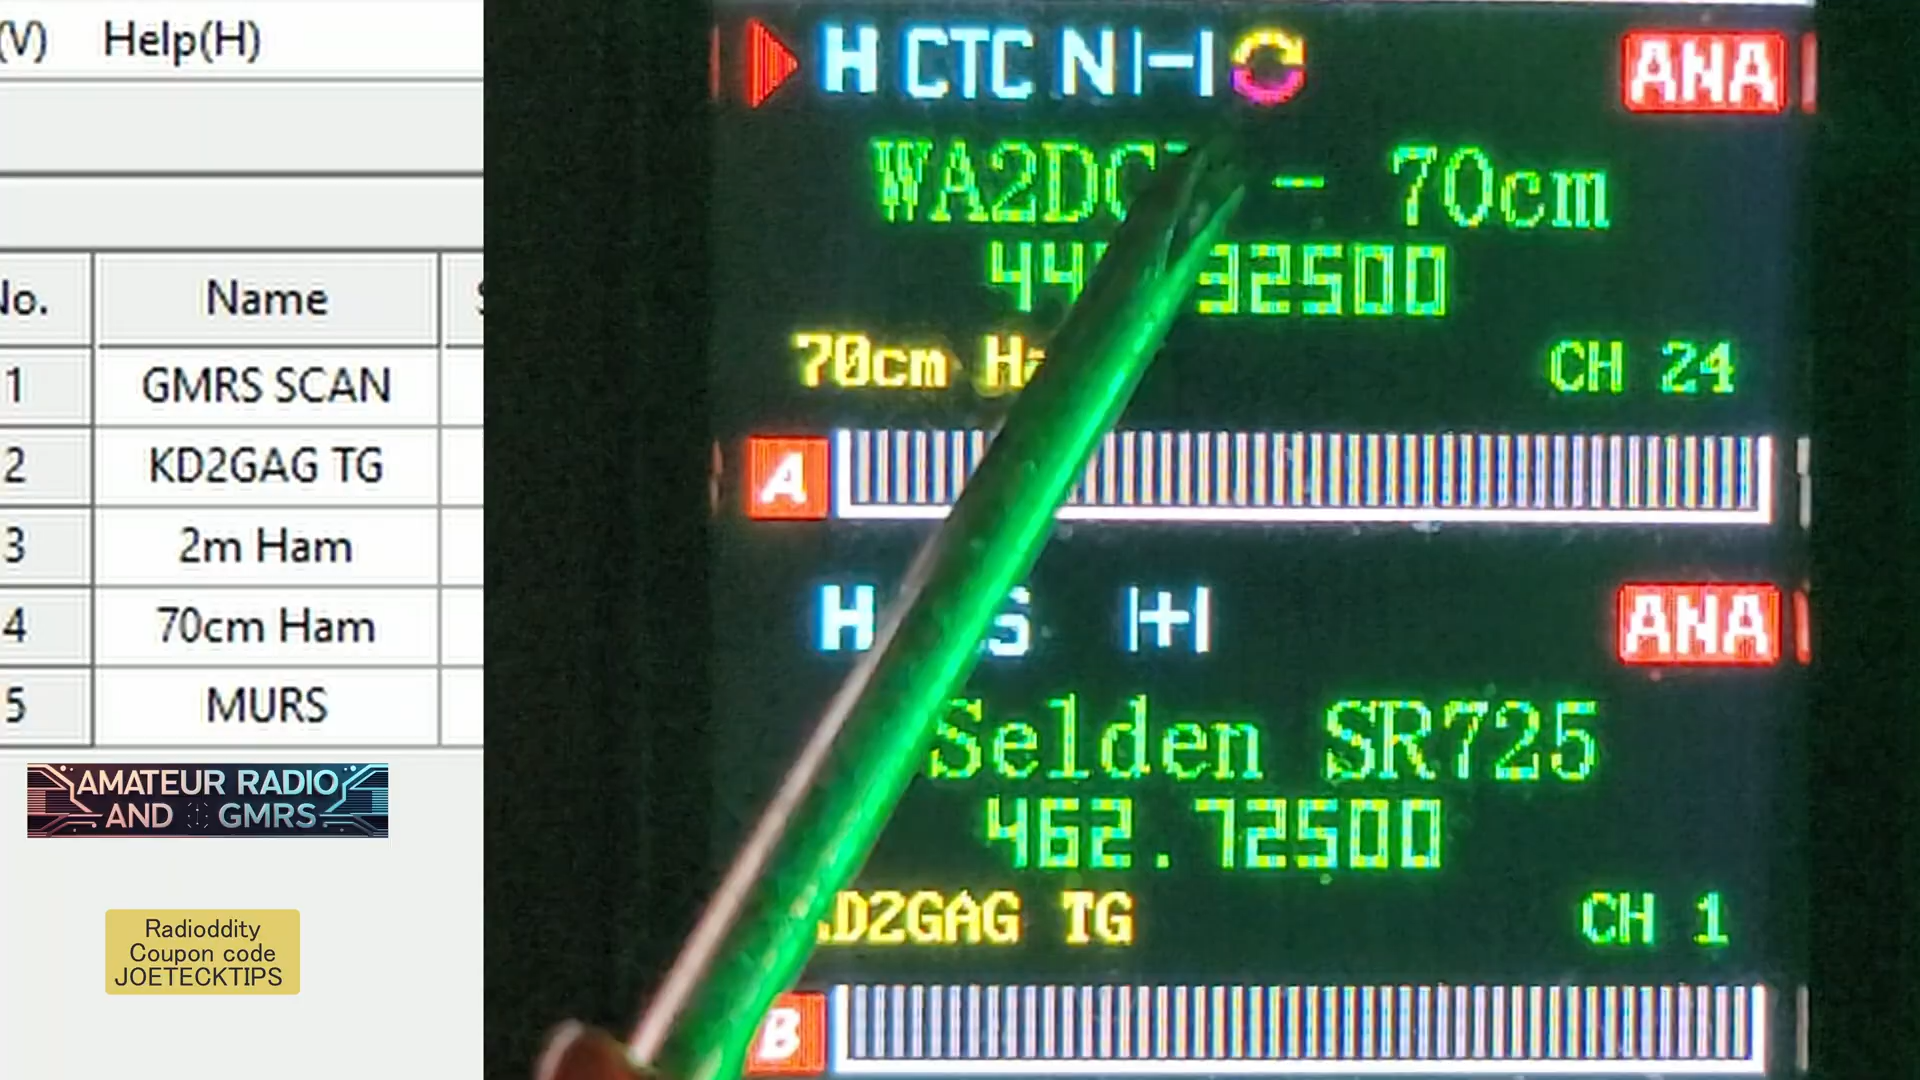 (V) Help(H)
No. Name
1 GMRS SCAN
2 KD2GAG TG
3 2m Ham
4 70cm Ham
5 MURS
AMATEUR RADIO
AND GMRS
Radioddity
Coupon code
JOETECKTIPS
H CTC N |-| ANA
- 70cm
32500
70cm CH 24
A
H |+| ANA
Selden SR725
462.72500
D2GAG TG CH 1
B